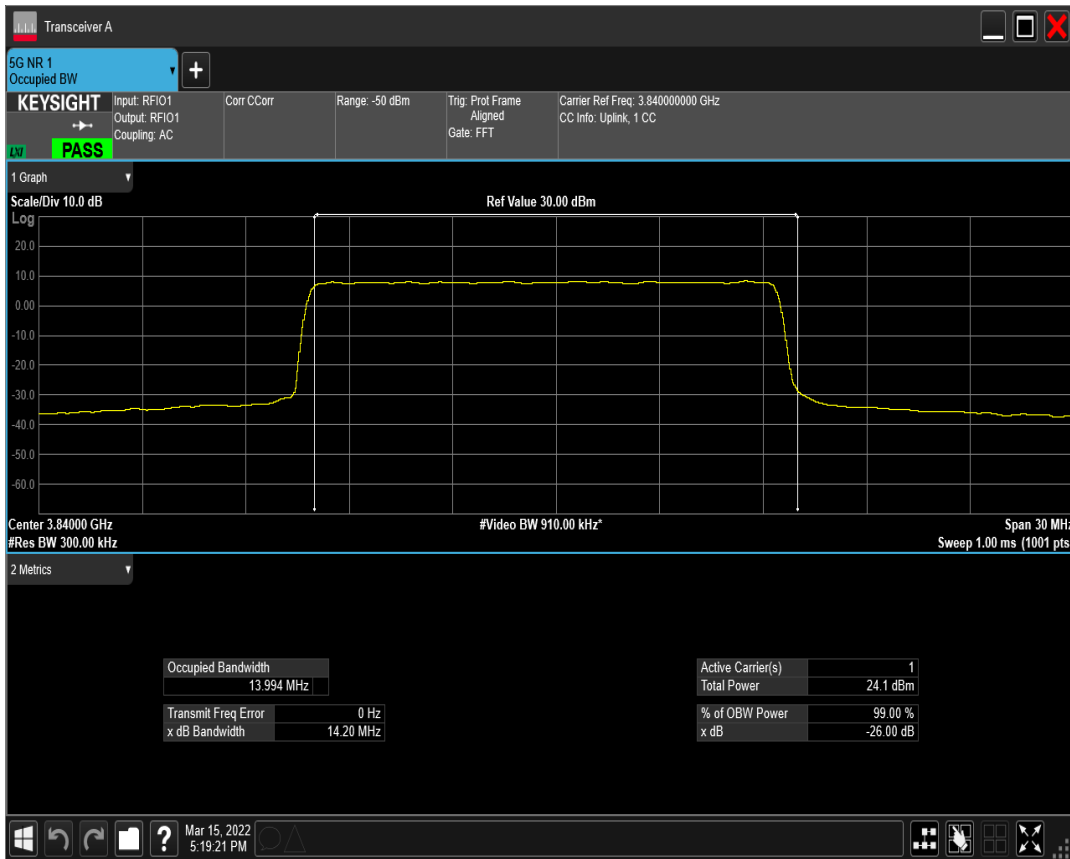 Transceiver A
5G NR 1
Occupied BW
+
KEYSIGHT
Input: RFIO1
Output: RFIO1
Coupling: AC
Corr CCorr
Range: -50 dBm
Trig: Prot Frame
Aligned
Gate: FFT
Carrier Ref Freq: 3.840000000 GHz
CC Info: Uplink, 1 CC
LXI
PASS
1 Graph
Scale/Div 10.0 dB
Ref Value 30.00 dBm
Log
20.0
10.0
0.00
-10.0
-20.0
-30.0
-40.0
-50.0
-60.0
Center 3.84000 GHz
#Video BW 910.00 kHz*
Span 30 MHz
#Res BW 300.00 kHz
Sweep 1.00 ms (1001 pts
2 Metrics
Occupied Bandwidth
13.994 MHz
Transmit Freq Error 0 Hz
x dB Bandwidth 14.20 MHz
Active Carrier(s) 1
Total Power 24.1 dBm
% of OBW Power 99.00 %
x dB -26.00 dB
?
Mar 15, 2022
5:19:21 PM